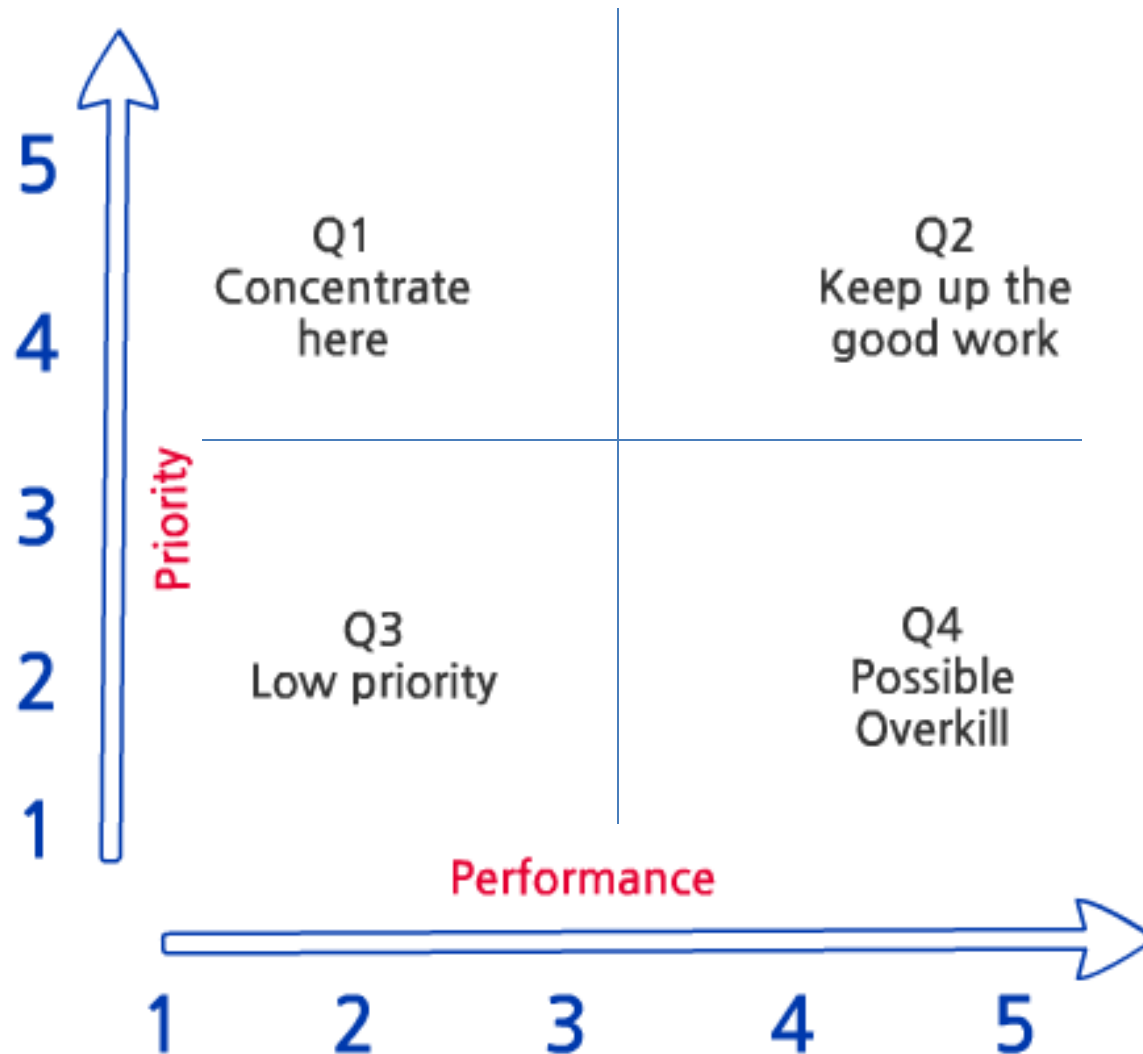 5
Q1
Concentrate
here
Q2
Keep up the
good work
4
Priority
3
Q3
Low priority
Q4
Possible
Overkill
2
1
Performance
1 2 3 4 5